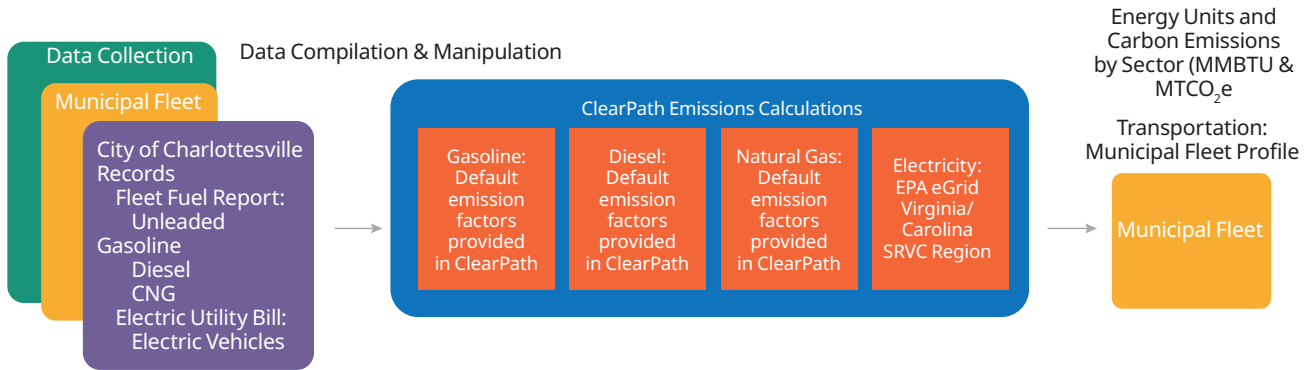 Data Collection
Municipal Fleet
City of Charlottesville
Records
Fleet Fuel Report:
Unleaded
Gasoline
Diesel
CNG
Electric Utility Bill:
Electric Vehicles
Data Compilation & Manipulation
ClearPath Emissions Calculations
Gasoline:
Default
emission
factors
provided
in ClearPath
Diesel:
Default
emission
factors
provided
in ClearPath
Natural Gas:
Default
emission
factors
provided
in ClearPath
Electricity:
EPA eGrid
Virginia/
Carolina
SRVC Region
Energy Units and
Carbon Emissions
by Sector (MMBTU &
MTCO₂e
Transportation:
Municipal Fleet Profile
Municipal Fleet